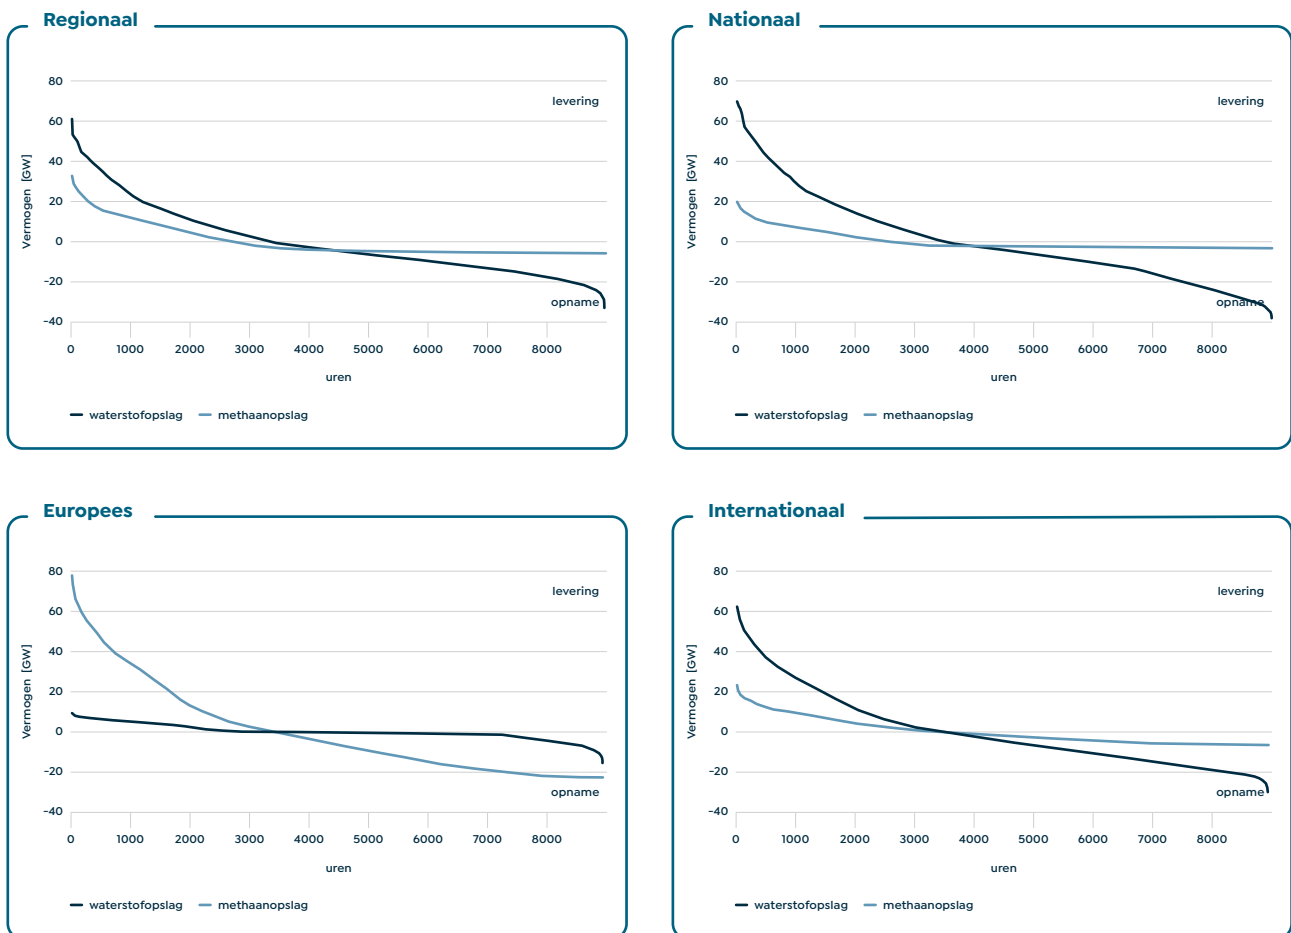 Regionaal
Vermogen [GW]
80
60
40
20
0
-20
-40
levering
opname
0 1000 2000 3000 4000 5000 6000 7000 8000
uren
waterstofopslag methaanopslag
Nationaal
Vermogen [GW]
80
60
40
20
0
-20
-40
levering
opname
0 1000 2000 3000 4000 5000 6000 7000 8000
uren
waterstofopslag methaanopslag
Europees
Vermogen [GW]
80
60
40
20
0
-20
-40
levering
opname
0 1000 2000 3000 4000 5000 6000 7000 8000
uren
waterstofopslag methaanopslag
Internationaal
Vermogen [GW]
80
60
40
20
0
-20
-40
levering
opname
0 1000 2000 3000 4000 5000 6000 7000 8000
uren
waterstofopslag methaanopslag